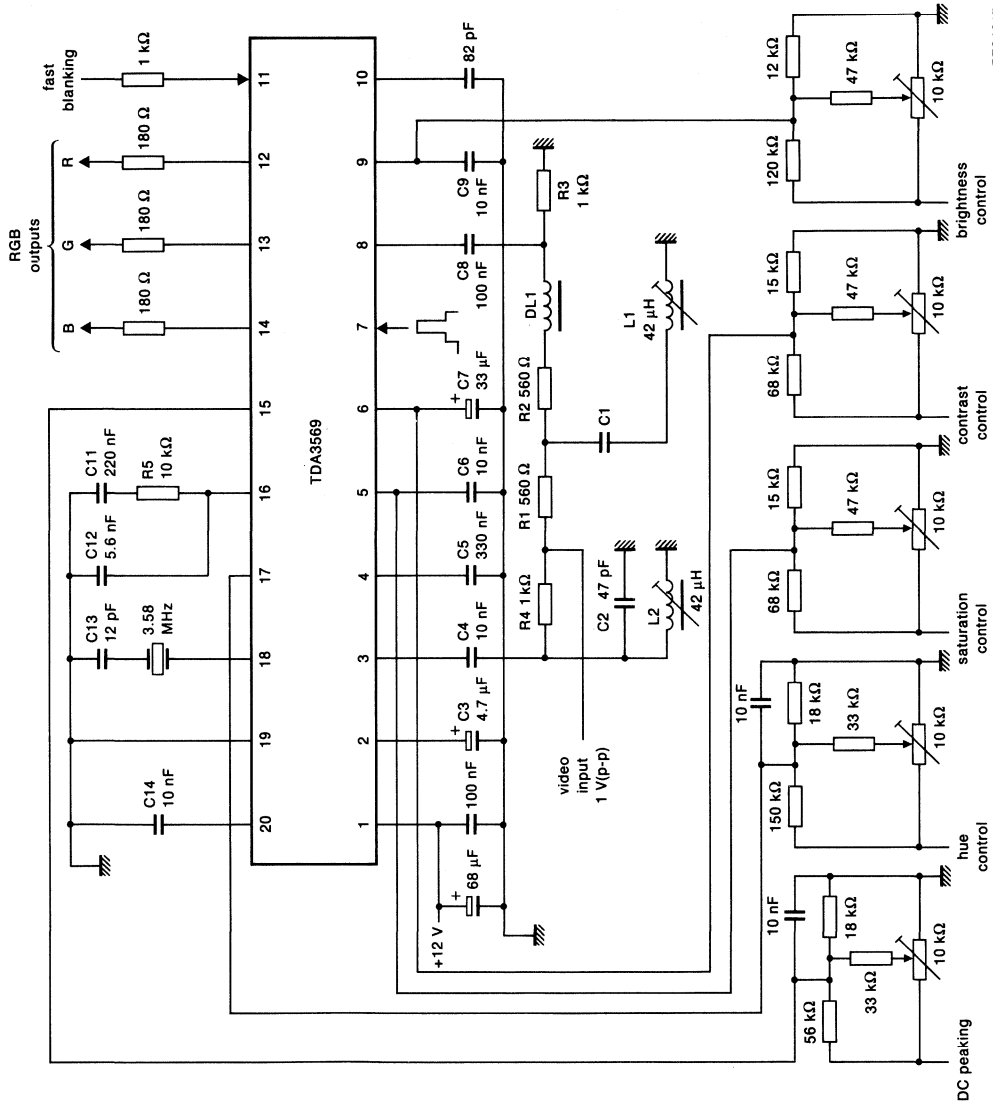 fast
blanking
1 kΩ
RGB
outputs
R
G
B
180 Ω
180 Ω
180 Ω
11
12
13
14
15
16
17
18
19
20
C11
220 nF
R5
10 kΩ
C12
5.6 nF
C13
12 pF
3.58
MHz
C14
10 nF
TDA3569
10
9
8
7
6
5
4
3
2
1
82 pF
C9
10 nF
C8
100 nF
+ C7
33 μF
C6
10 nF
C5
330 nF
C4
10 nF
+ C3
4.7 μF
100 nF
+
68 μF
+12 V
R3
1 kΩ
DL1
R2 560 Ω
C1
L1
42 μH
R1 560 Ω
R4 1 kΩ
C2 47 pF
L2
42 μH
video
input
1 V(p-p)
12 kΩ
47 kΩ
10 kΩ
120 kΩ
brightness
control
15 kΩ
47 kΩ
10 kΩ
68 kΩ
contrast
control
15 kΩ
47 kΩ
10 kΩ
68 kΩ
saturation
control
10 nF
18 kΩ
33 kΩ
10 kΩ
150 kΩ
hue
control
10 nF
18 kΩ
33 kΩ
10 kΩ
56 kΩ
DC peaking